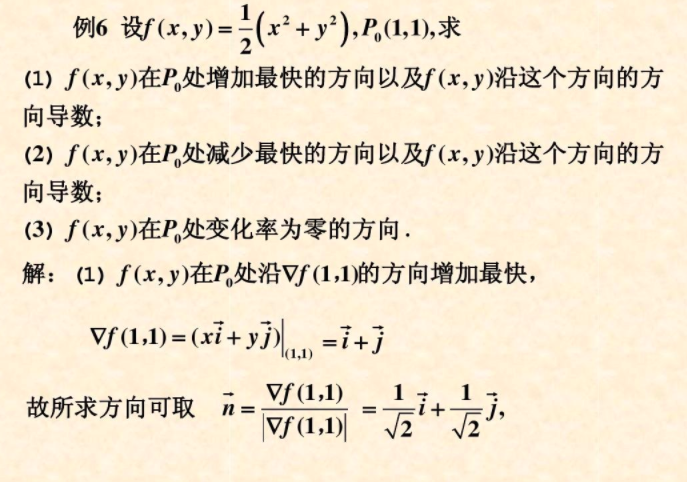 例6 设f(x,y)=1/2(x²+y²),P₀(1,1),求
(1) f(x,y)在P₀处增加最快的方向以及f(x,y)沿这个方向的方
向导数;
(2) f(x,y)在P₀处减少最快的方向以及f(x,y)沿这个方向的方
向导数;
(3) f(x,y)在P₀处变化率为零的方向.
解: (1) f(x,y)在P₀处沿∇f(1,1)的方向增加最快,
∇f(1,1)=(xi⃗+yj⃗)|₍₁,₁₎ =i⃗+j⃗
故所求方向可取 n⃗=∇f(1,1)/|∇f(1,1)| =1/√2 i⃗+1/√2 j⃗,